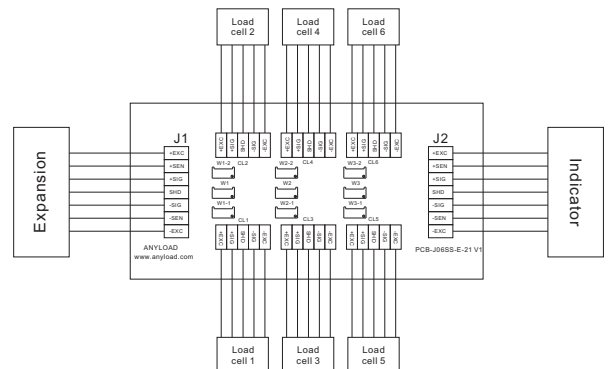 Load
cell 2
Load
cell 4
Load
cell 6
Expansion
J1
+EXC
+SEN
+SIG
SHD
-SIG
-SEN
-EXC
ANYLOAD
www.anyload.com
+EXC
+SIG
SHD
-SIG
-EXC
+EXC
+SIG
SHD
-SIG
-EXC
+EXC
+SIG
SHD
-SIG
-EXC
W1-2
CL2
W2-2
CL4
W3-2
CL6
W1
W2
W3
W1-1
CL1
W2-1
CL3
W3-1
CL5
+EXC
+SIG
SHD
-SIG
-EXC
+EXC
+SIG
SHD
-SIG
-EXC
+EXC
+SIG
SHD
-SIG
-EXC
J2
+EXC
+SEN
+SIG
SHD
-SIG
-SEN
-EXC
PCB-J06SS-E-21 V1
Indicator
Load
cell 1
Load
cell 3
Load
cell 5